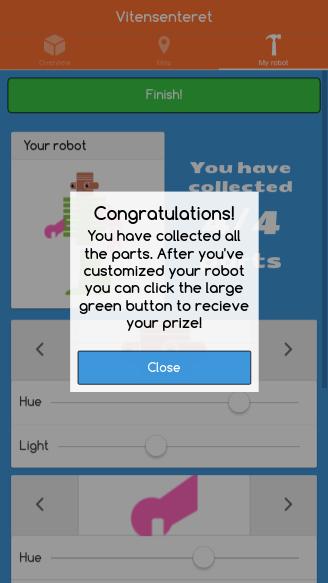 Vitensenteret
Overview
Map
My robot
Finish!
Your robot
You have
collected
/4
ts
Congratulations!
You have collected all
the parts. After you've
customized your robot
you can click the large
green button to recieve
your prize!
Close
Hue
Light
Hue